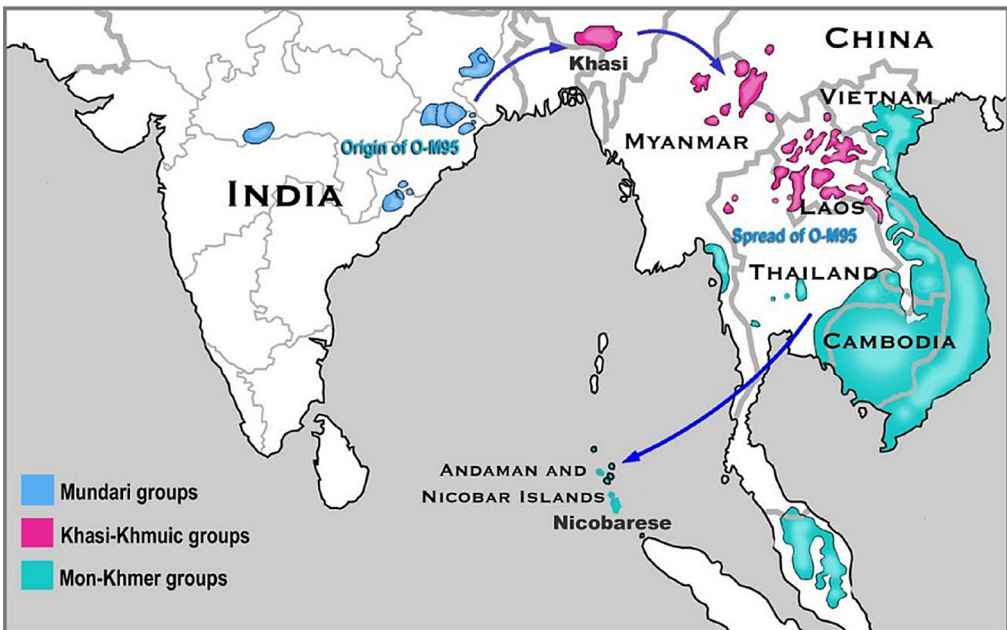 CHINA
Khasi
VIETNAM
MYANMAR
Origin of O-M95
INDIA
LAOS
Spread of O-M95
THAILAND
CAMBODIA
ANDAMAN AND
NICOBAR ISLANDS
Nicobarese
Mundari groups
Khasi-Khmuic groups
Mon-Khmer groups